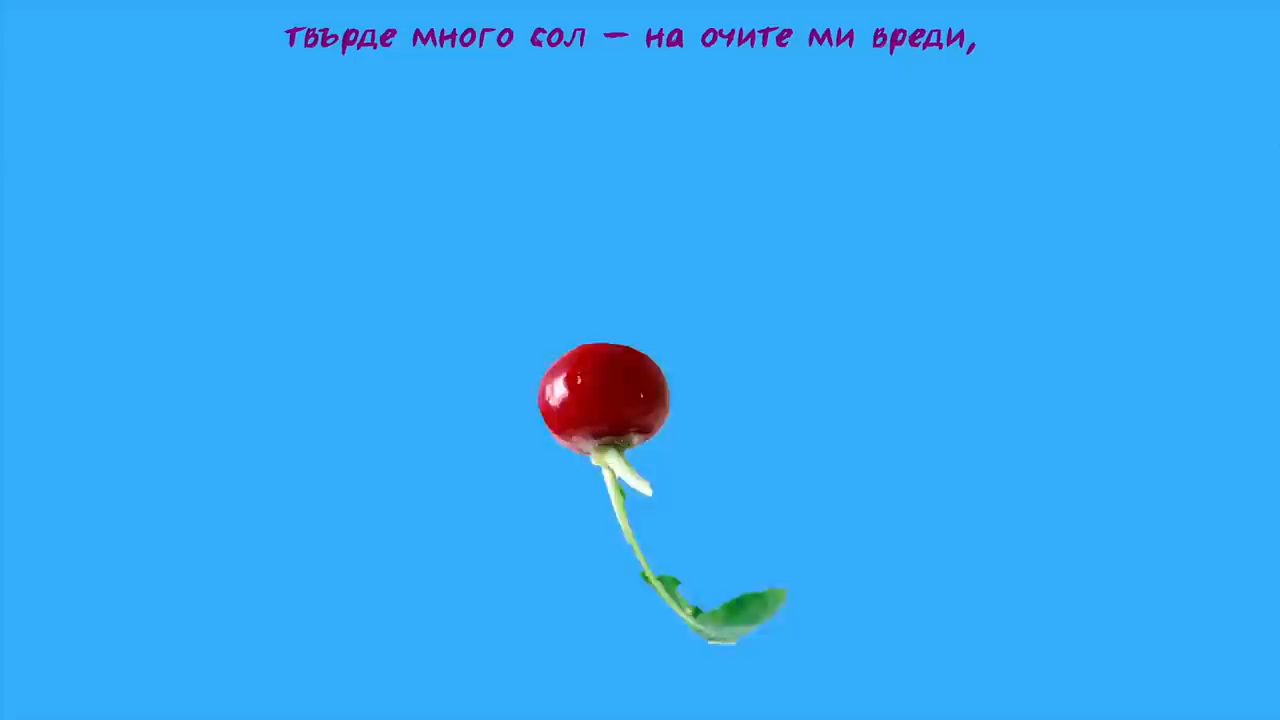 твърде много сол – на очите ми вреди,